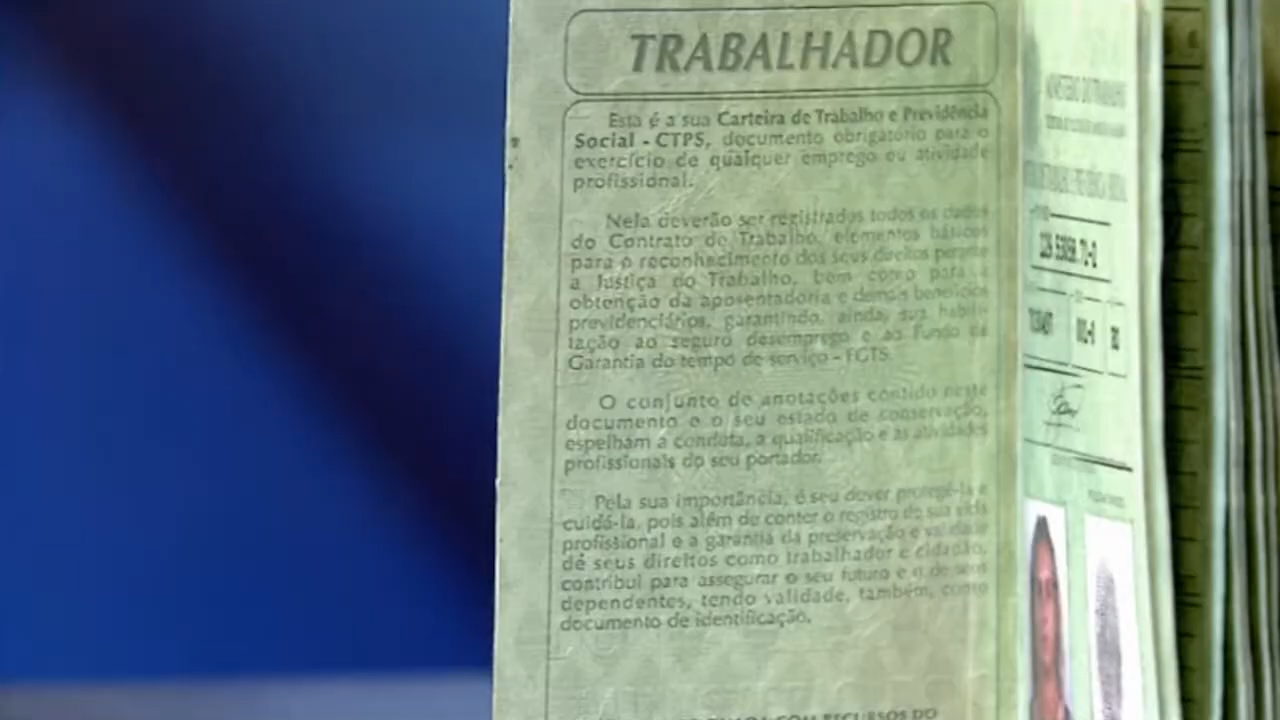 TRABALHADOR
Esta é a sua Carteira de Trabalho e Previdência
Social - CTPS, documento obrigatório para o
exercício de qualquer emprego ou atividade
profissional.
Nela deverão ser registrados todos os dados
do Contrato de Trabalho, elementos básicos
para o reconhecimento dos seus direitos perante
a Justiça do Trabalho, bem como para a
obtenção da aposentadoria e demais benefícios
previdenciários, garantindo, ainda, sua habili-
tação ao seguro desemprego e ao Fundo de
Garantia do tempo de serviço - FGTS.
O conjunto de anotações contido neste
documento e o seu estado de conservação,
espelham a conduta, a qualificação e as atividades
profissionais do seu portador.
Pela sua importância, é seu dever protegê-la e
cuidá-la, pois além de conter o registro de sua vida
profissional e a garantia da preservação e validade
de seus direitos como trabalhador e cidadão,
contribui para assegurar o seu futuro e o de seus
dependentes, tendo validade, também, como
documento de identificação.
COM RECURSOS DO
MINISTÉRIO DO TRABALHO